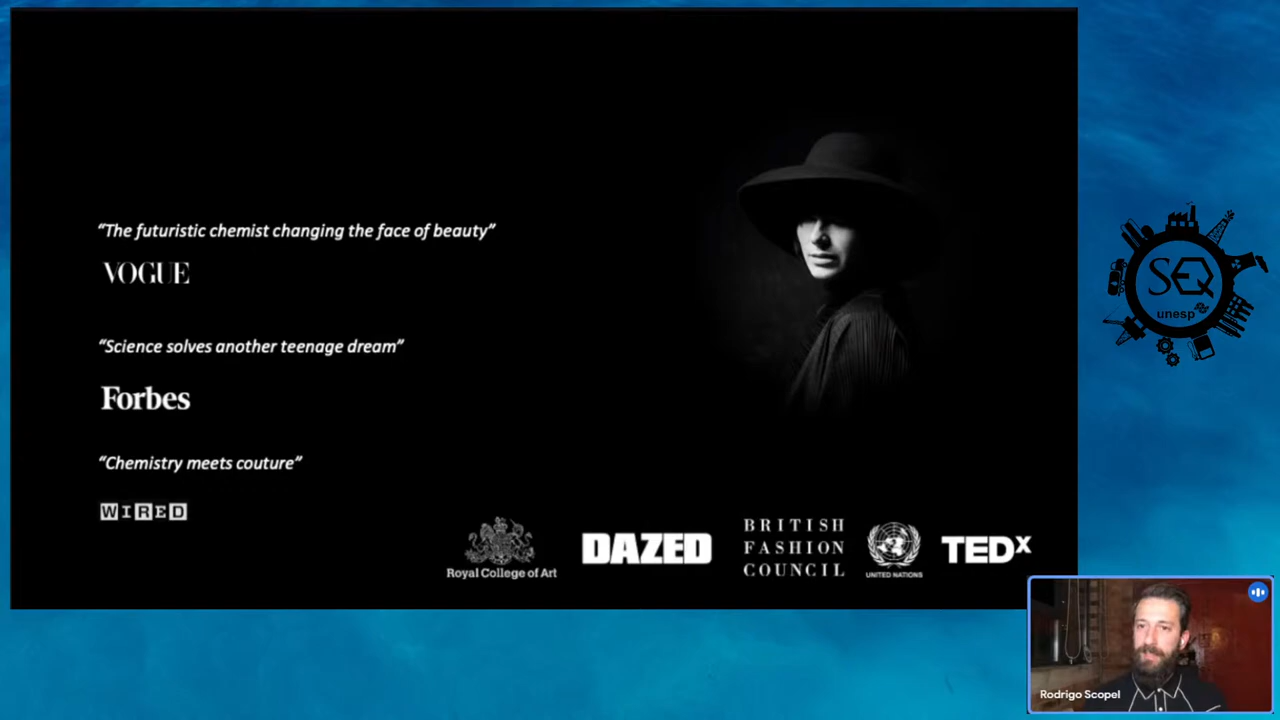 “The futuristic chemist changing the face of beauty”
VOGUE
“Science solves another teenage dream”
Forbes
“Chemistry meets couture”
WIRED
Royal College of Art
DAZED
BRITISH
FASHION
COUNCIL
UNITED NATIONS
TEDx
SEQ
unesp
Rodrigo Scopel